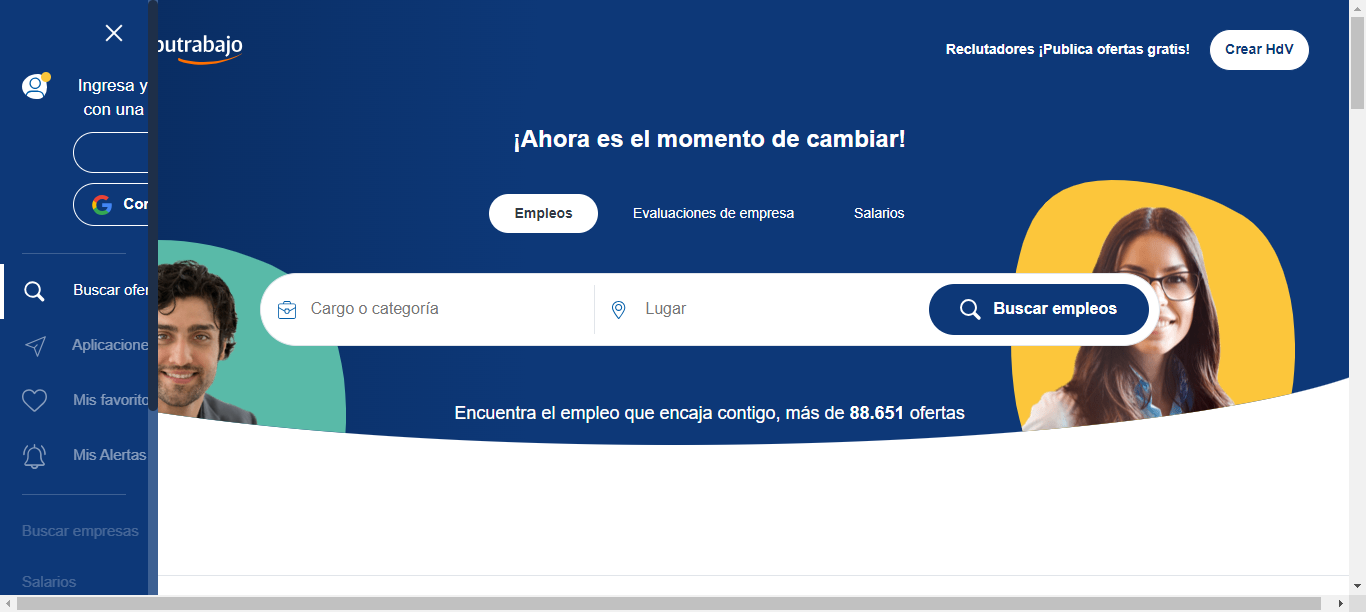 Ingresa y
con una
Cor
Buscar ofer
Aplicacione
Mis favorito
Mis Alertas
Buscar empresas
Salarios
outrabajo
Reclutadores ¡Publica ofertas gratis!
Crear HdV
¡Ahora es el momento de cambiar!
Empleos
Evaluaciones de empresa
Salarios
Cargo o categoría
Lugar
Buscar empleos
Encuentra el empleo que encaja contigo, más de 88.651 ofertas